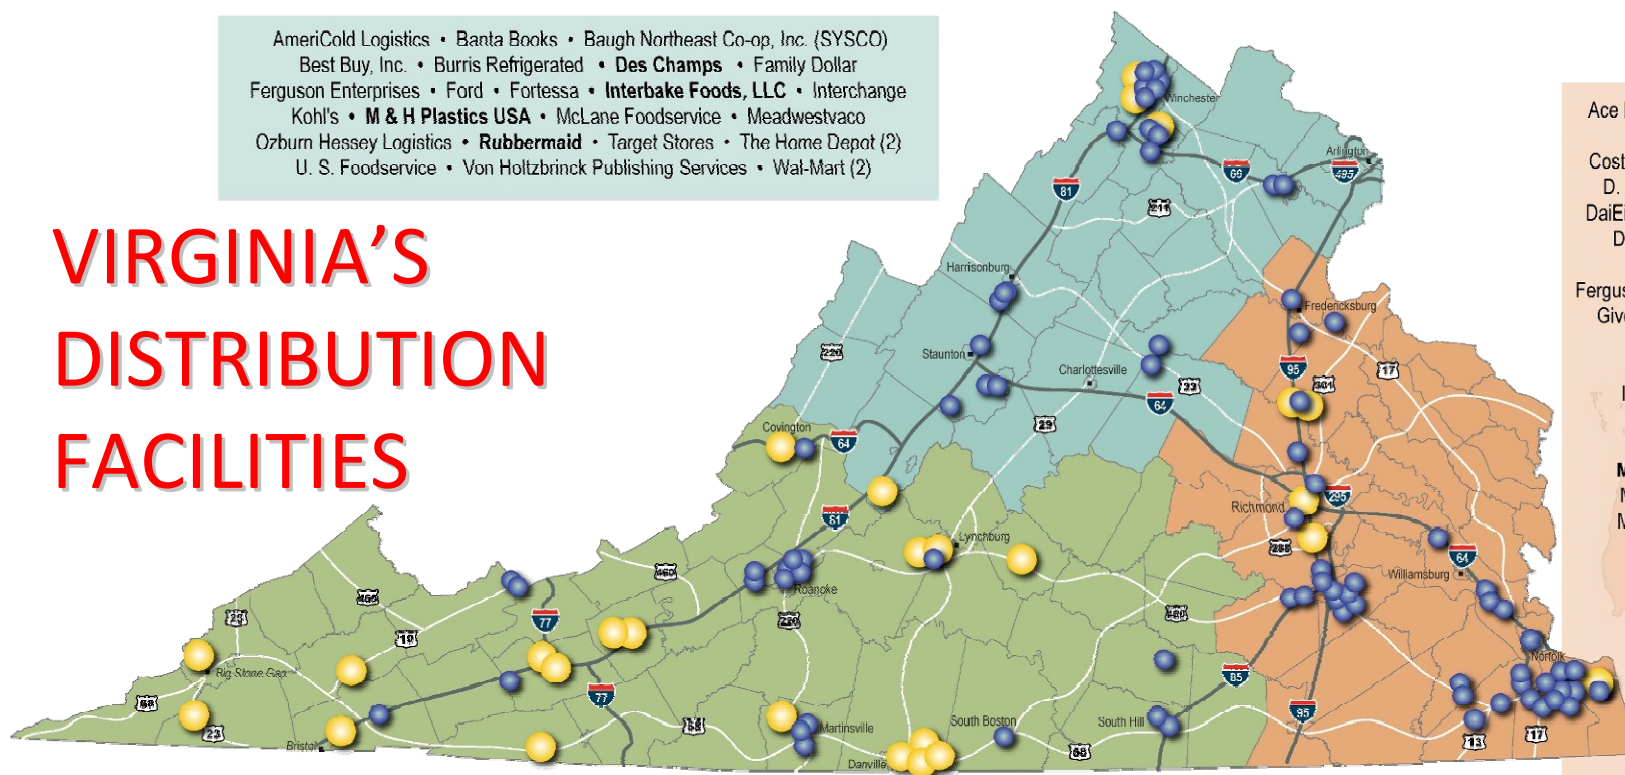 AmeriCold Logistics • Banta Books • Baugh Northeast Co-op, Inc. (SYSCO)
Best Buy, Inc. • Burris Refrigerated • Des Champs • Family Dollar
Ferguson Enterprises • Ford • Fortessa • Interbake Foods, LLC • Interchange
Kohl's • M & H Plastics USA • McLane Foodservice • Meadwestvaco
Ozburn Hessey Logistics • Rubbermaid • Target Stores • The Home Depot (2)
U. S. Foodservice • Von Holtzbrinck Publishing Services • Wal-Mart (2)
VIRGINIA'S
DISTRIBUTION
FACILITIES
Ace
Cost
D.
DaiEi
D
Fergus
Give
M
Winchester
Arlington
66
495
81
211
Harrisonburg
Fredericksburg
220
Staunton
Charlottesville
33
95
301
17
64
29
Covington
64
81
Richmond
295
Lynchburg
288
64
Williamsburg
460
Roanoke
77
19
23
Big Stone Gap
77
85
Norfolk
58
23
Bristol
58
Martinsville
Danville
South Boston
South Hill
58
95
13
17